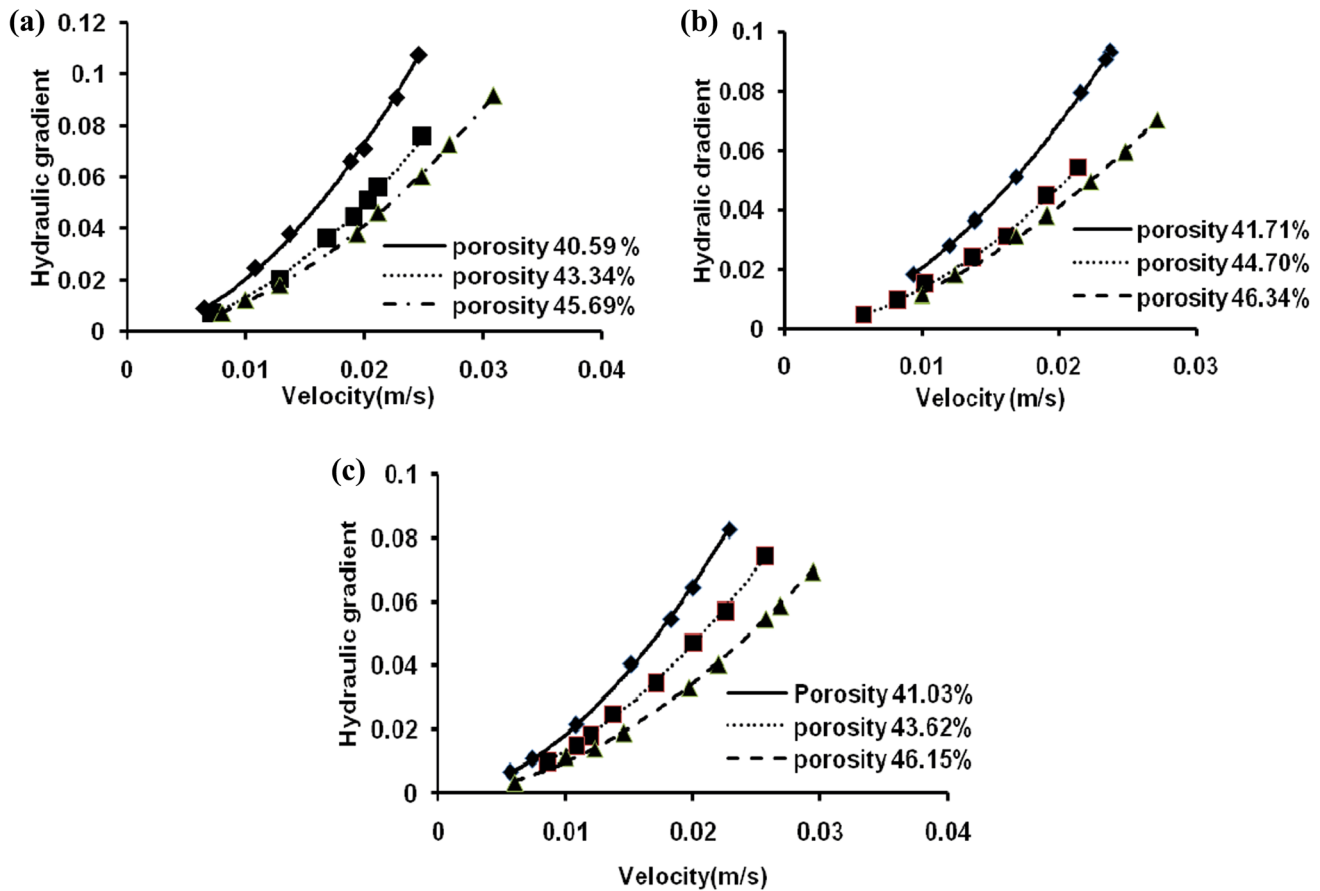 (a)
0.12
0.1
0.08
0.06
0.04
0.02
0
Hydraulic gradient
porosity 40.59 %
porosity 43.34%
porosity 45.69%
0 0.01 0.02 0.03 0.04
Velocity(m/s)
(b)
0.1
0.08
0.06
0.04
0.02
0
Hydralic dradient
porosity 41.71%
porosity 44.70%
porosity 46.34%
0 0.01 0.02 0.03
Velocity (m/s)
(c)
0.1
0.08
0.06
0.04
0.02
0
Hydraulic gradient
Porosity 41.03%
porosity 43.62%
porosity 46.15%
0 0.01 0.02 0.03 0.04
Velocity(m/s)